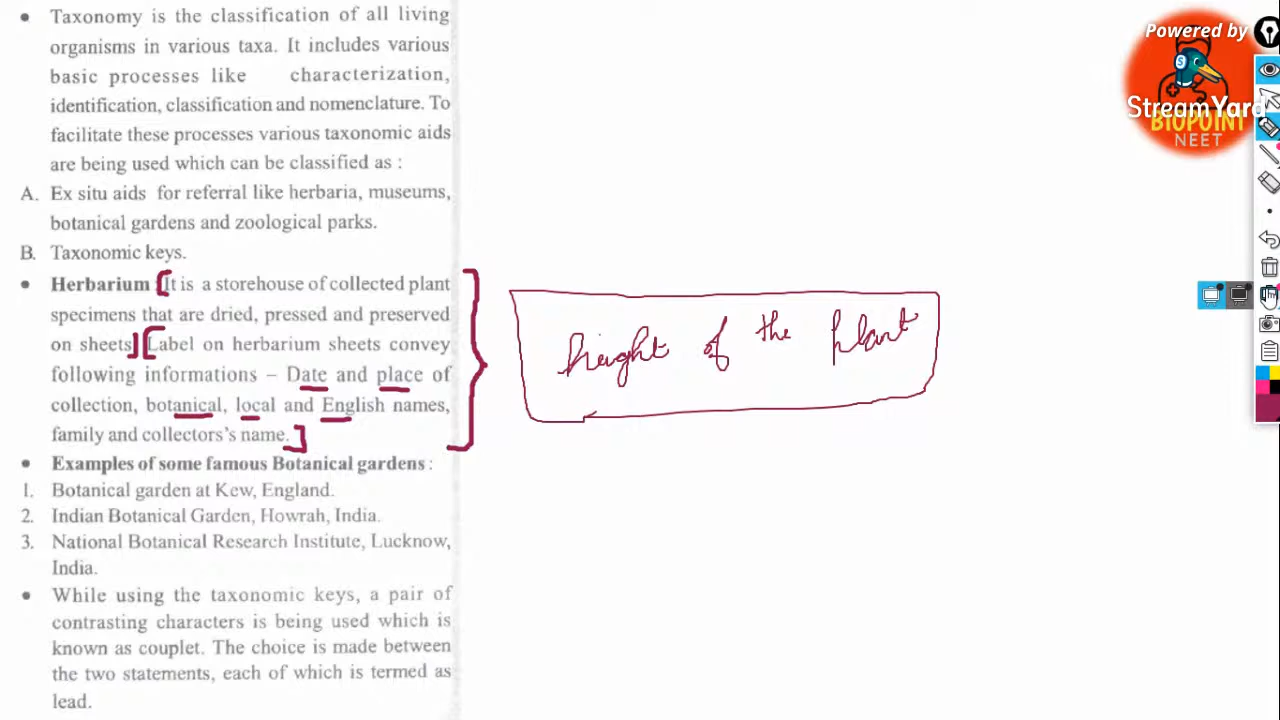 • Taxonomy is the classification of all living
organisms in various taxa. It includes various
basic processes like characterization,
identification, classification and nomenclature. To
facilitate these processes various taxonomic aids
are being used which can be classified as :
A. Ex situ aids for referral like herbaria, museums,
botanical gardens and zoological parks.
B. Taxonomic keys.
• Herbarium : It is a storehouse of collected plant
specimens that are dried, pressed and preserved
on sheets. Label on herbarium sheets convey
following informations – Date and place of
collection, botanical, local and English names,
family and collectors's name.
• Examples of some famous Botanical gardens :
1. Botanical garden at Kew, England.
2. Indian Botanical Garden, Howrah, India.
3. National Botanical Research Institute, Lucknow,
India.
• While using the taxonomic keys, a pair of
contrasting characters is being used which is
known as couplet. The choice is made between
the two statements, each of which is termed as
lead.
height of the plant
Powered by
StreamYard
BIOPOINT
NEET